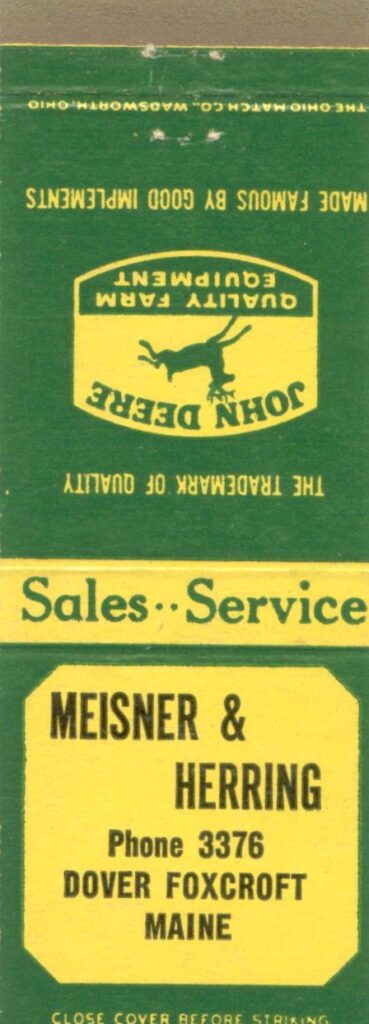 THE OHIO MATCH CO., WADSWORTH, OHIO
MADE FAMOUS BY GOOD IMPLEMENTS
QUALITY FARM
EQUIPMENT
JOHN DEERE
THE TRADEMARK OF QUALITY
Sales··Service
MEISNER &
HERRING
Phone 3376
DOVER FOXCROFT
MAINE
CLOSE COVER BEFORE STRIKING